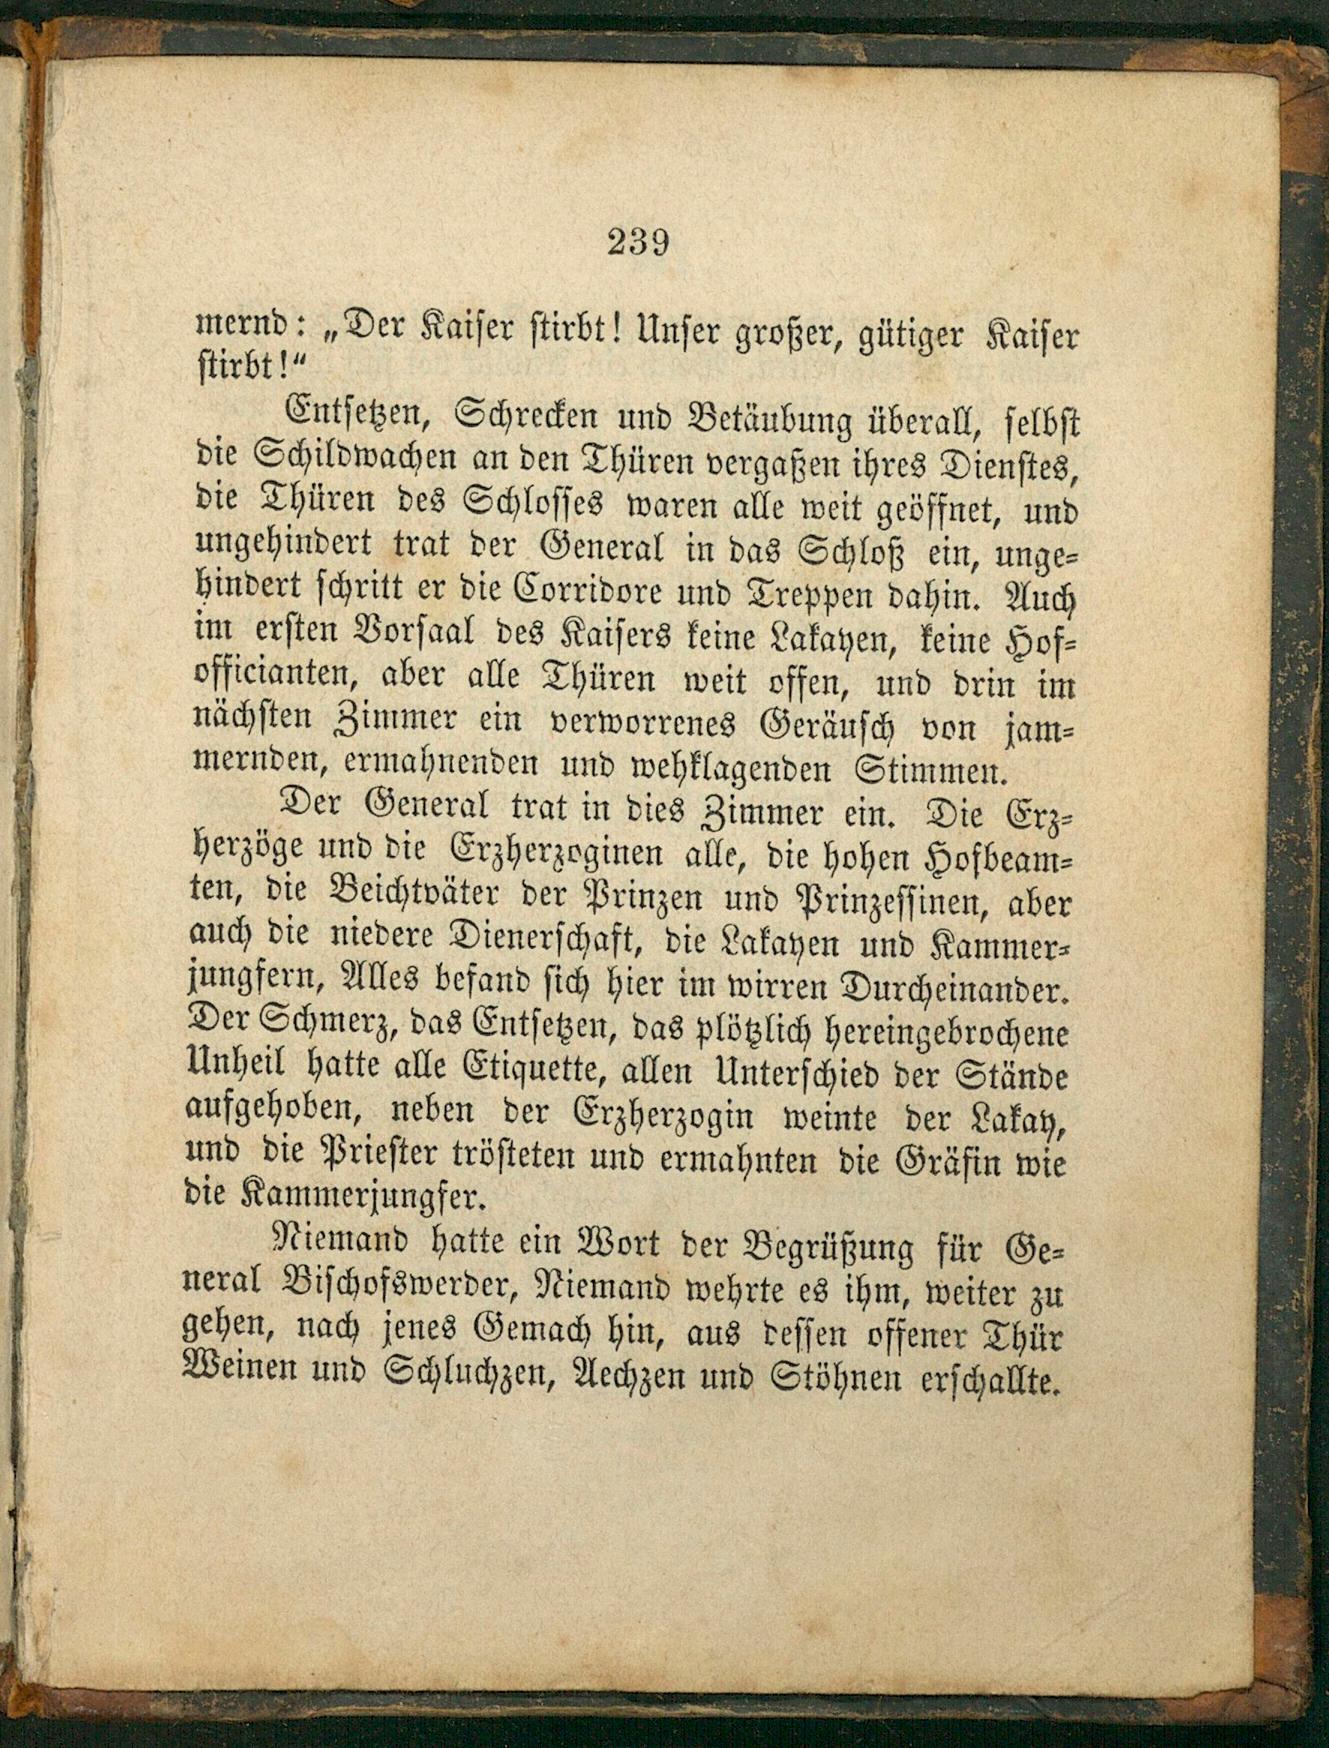 239
mernd: „Der Kaiser stirbt! Unser großer, gütiger Kaiser
stirbt!“
Entsetzen, Schrecken und Betäubung überall, selbst
die Schildwachen an den Thüren vergaßen ihres Dienstes,
die Thüren des Schlosses waren alle weit geöffnet, und
ungehindert trat der General in das Schloß ein, unge=
hindert schritt er die Corridore und Treppen dahin. Auch
im ersten Vorsaal des Kaisers keine Lakayen, keine Hof=
officianten, aber alle Thüren weit offen, und drin im
nächsten Zimmer ein verworrenes Geräusch von jam=
mernden, ermahnenden und wehklagenden Stimmen.
Der General trat in dies Zimmer ein. Die Erz=
herzöge und die Erzherzoginen alle, die hohen Hofbeam=
ten, die Beichtväter der Prinzen und Prinzessinen, aber
auch die niedere Dienerschaft, die Lakayen und Kammer=
jungfern, Alles befand sich hier im wirren Durcheinander.
Der Schmerz, das Entsetzen, das plötzlich hereingebrochene
Unheil hatte alle Etiquette, allen Unterschied der Stände
aufgehoben, neben der Erzherzogin weinte der Lakay,
und die Priester trösteten und ermahnten die Gräfin wie
die Kammerjungfer.
Niemand hatte ein Wort der Begrüßung für Ge=
neral Bischofswerder, Niemand wehrte es ihm, weiter zu
gehen, nach jenes Gemach hin, aus dessen offener Thür
Weinen und Schluchzen, Aechzen und Stöhnen erschallte.